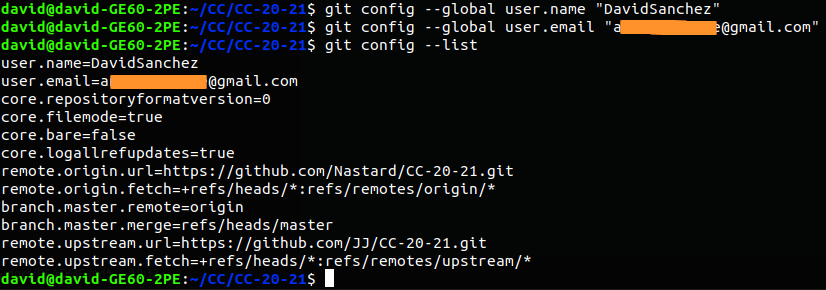 david@david-GE60-2PE:~/CC/CC-20-21$ git config --global user.name "DavidSanchez"
david@david-GE60-2PE:~/CC/CC-20-21$ git config --global user.email "a e@gmail.com"
david@david-GE60-2PE:~/CC/CC-20-21$ git config --list
user.name=DavidSanchez
user.email=a @gmail.com
core.repositoryformatversion=0
core.filemode=true
core.bare=false
core.logallrefupdates=true
remote.origin.url=https://github.com/Nastard/CC-20-21.git
remote.origin.fetch=+refs/heads/*:refs/remotes/origin/*
branch.master.remote=origin
branch.master.merge=refs/heads/master
remote.upstream.url=https://github.com/JJ/CC-20-21.git
remote.upstream.fetch=+refs/heads/*:refs/remotes/upstream/*
david@david-GE60-2PE:~/CC/CC-20-21$